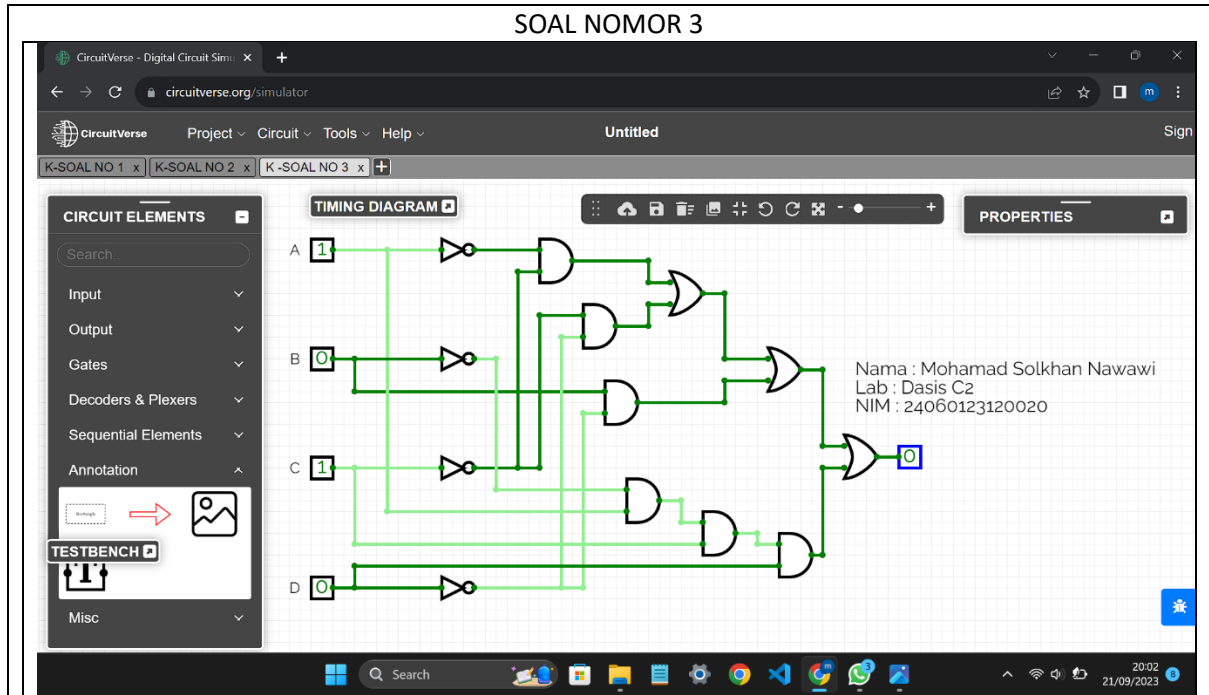 SOAL NOMOR 3
CircuitVerse - Digital Circuit Simu
circuitverse.org/simulator
m
CircuitVerse Project Circuit Tools Help Untitled Sign
K-SOAL NO 1 x K-SOAL NO 2 x K -SOAL NO 3 x
CIRCUIT ELEMENTS
TIMING DIAGRAM
PROPERTIES
Search..
Input
Output
Gates
Decoders & Plexers
Sequential Elements
Annotation
TESTBENCH
Misc
A 1
B 0
C 1
D 0
0
Nama : Mohamad Solkhan Nawawi
Lab : Dasis C2
NIM : 24060123120020
Search
3
20:02
21/09/2023
8